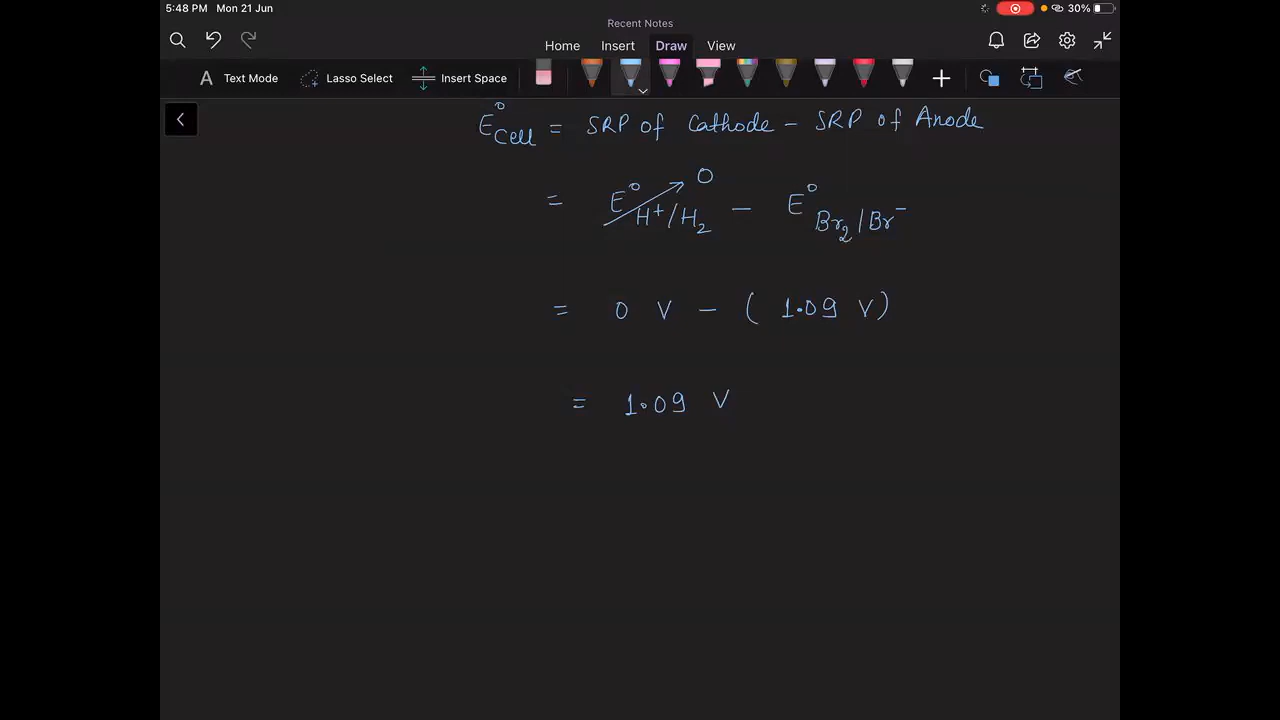 5:48 PM Mon 21 Jun
30%
Recent Notes
Home Insert Draw View
A Text Mode Lasso Select Insert Space
E°Cell = SRP of Cathode - SRP of Anode
= E°H+/H2 0 - E°Br2/Br-
= 0 V - ( 1.09 V )
= 1.09 V